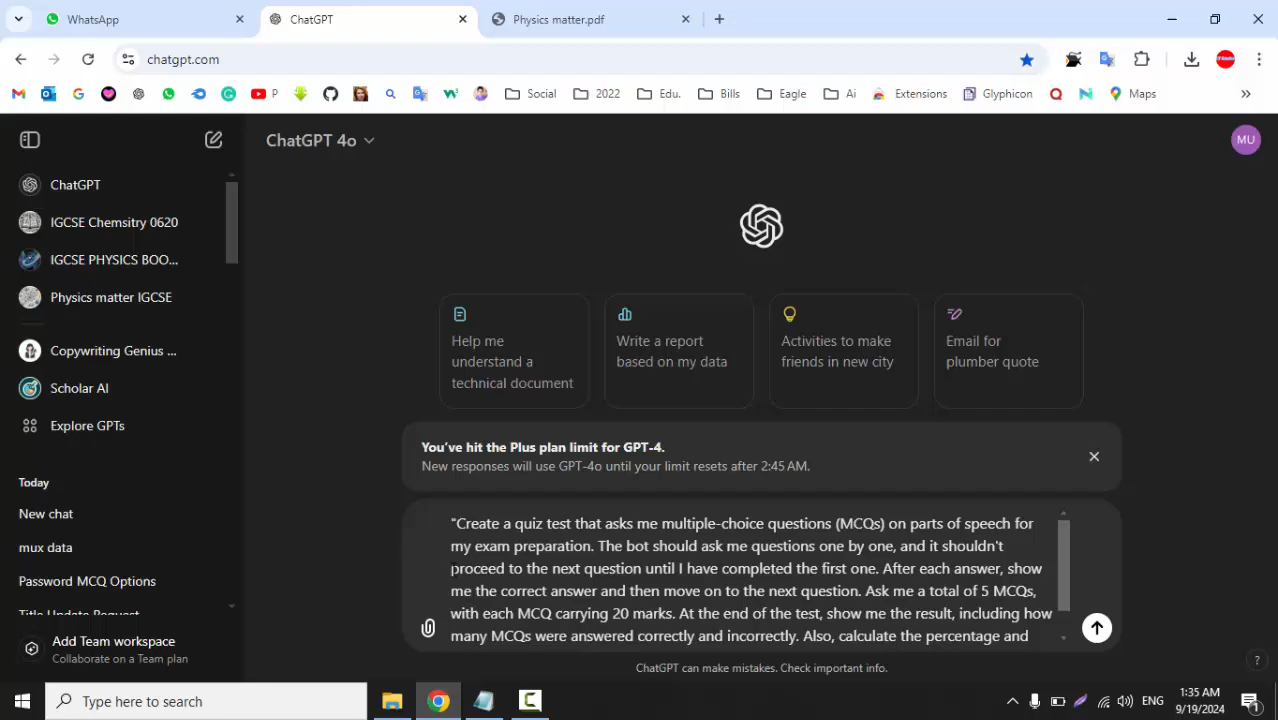 WhatsApp
ChatGPT
Physics matter.pdf
chatgpt.com
P
Social
2022
Edu.
Bills
Eagle
Ai
Extensions
Glyphicon
Maps
ChatGPT 4o
MU
ChatGPT
IGCSE Chemsitry 0620
IGCSE PHYSICS BOO...
Physics matter IGCSE
Copywriting Genius ...
Scholar AI
Explore GPTs
Today
New chat
mux data
Password MCQ Options
Title Update Request
Add Team workspace
Collaborate on a Team plan
Help me
understand a
technical document
Write a report
based on my data
Activities to make
friends in new city
Email for
plumber quote
You've hit the Plus plan limit for GPT-4.
New responses will use GPT-4o until your limit resets after 2:45 AM.
"Create a quiz test that asks me multiple-choice questions (MCQs) on parts of speech for
my exam preparation. The bot should ask me questions one by one, and it shouldn't
proceed to the next question until I have completed the first one. After each answer, show
me the correct answer and then move on to the next question. Ask me a total of 5 MCQs,
with each MCQ carrying 20 marks. At the end of the test, show me the result, including how
many MCQs were answered correctly and incorrectly. Also, calculate the percentage and
ChatGPT can make mistakes. Check important info.
?
Type here to search
ENG
1:35 AM
9/19/2024